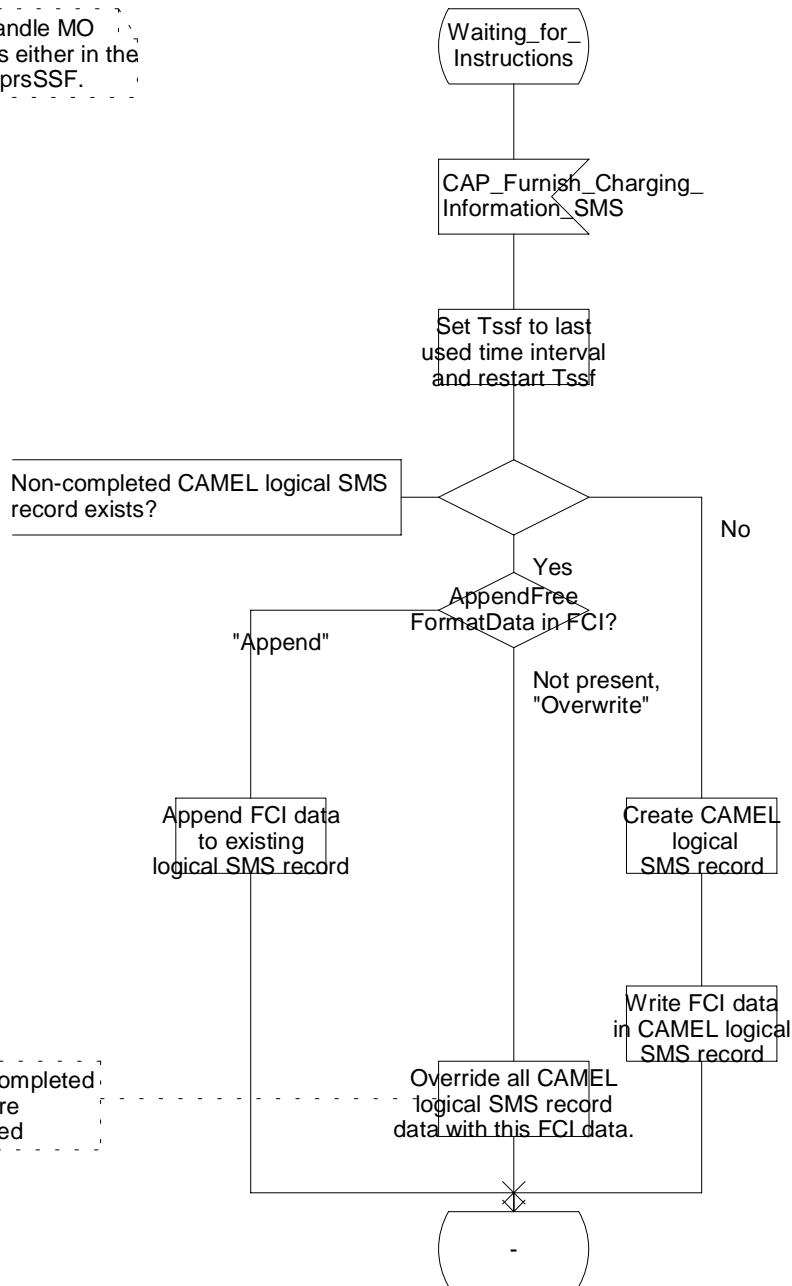 andle MO
s either in the
prsSSF.
Waiting_for_
Instructions
CAP_Furnish_Charging_
Information_SMS
Set Tssf to last
used time interval
and restart Tssf
Non-completed CAMEL logical SMS
record exists?
No
Yes
AppendFree
FormatData in FCI?
"Append"
Not present,
"Overwrite"
Append FCI data
to existing
logical SMS record
Create CAMEL
logical
SMS record
Write FCI data
in CAMEL logical
SMS record
ompleted
re
ed
Override all CAMEL
logical SMS record
data with this FCI data.
-